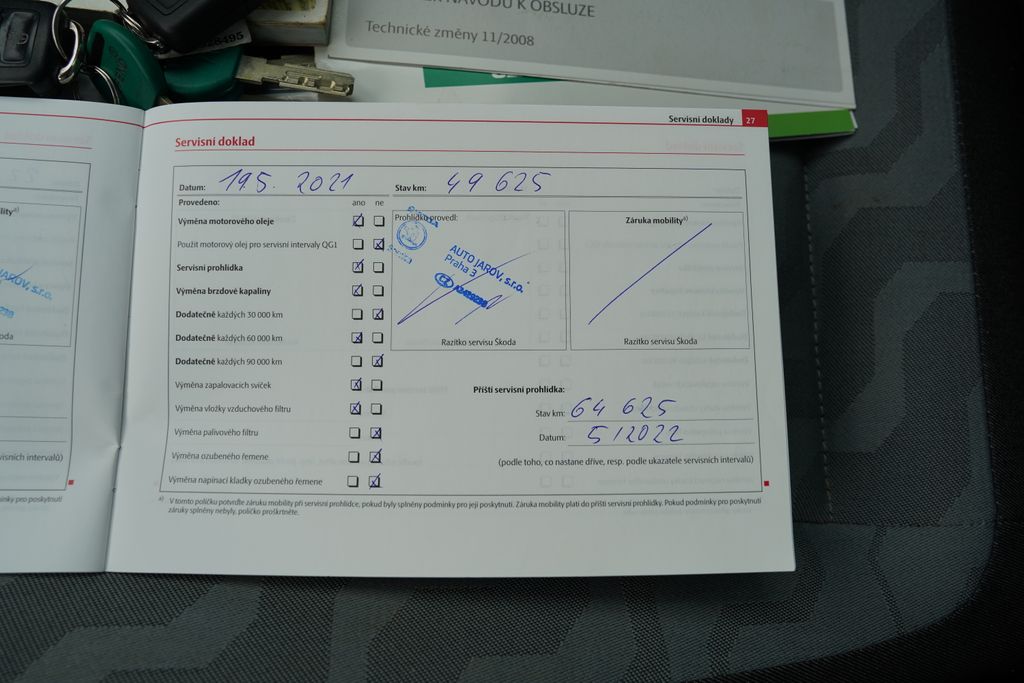 NÁVODU K OBSLUZE
Technické změny 11/2008
Servisní doklady 27
Servisní doklad
Datum: 19.5. 2021
Stav km: 49 625
Provedeno: ano ne
Výměna motorového oleje
Použit motorový olej pro servisní intervaly QG1
Servisní prohlídka
Výměna brzdové kapaliny
Dodatečně každých 30 000 km
Dodatečně každých 60 000 km
Dodatečně každých 90 000 km
Výměna zapalovacích svíček
Výměna vložky vzduchového filtru
Výměna palivového filtru
Výměna ozubeného řemene
Výměna napínací kladky ozubeného řemene
Prohlídku provedl:
AUTO JAROV, s.r.o.
Praha 3
Razítko servisu Škoda
Záruka mobility a)
Razítko servisu Škoda
Příští servisní prohlídka:
Stav km: 64 625
Datum: 5/2022
(podle toho, co nastane dříve, resp. podle ukazatele servisních intervalů)
a) V tomto políčku potvrďte záruku mobility při servisní prohlídce, pokud byly splněny podmínky pro její poskytnutí. Záruka mobility platí do příští servisní prohlídky. Pokud podmínky pro poskytnutí
záruky splněny nebyly, políčko proškrtněte.